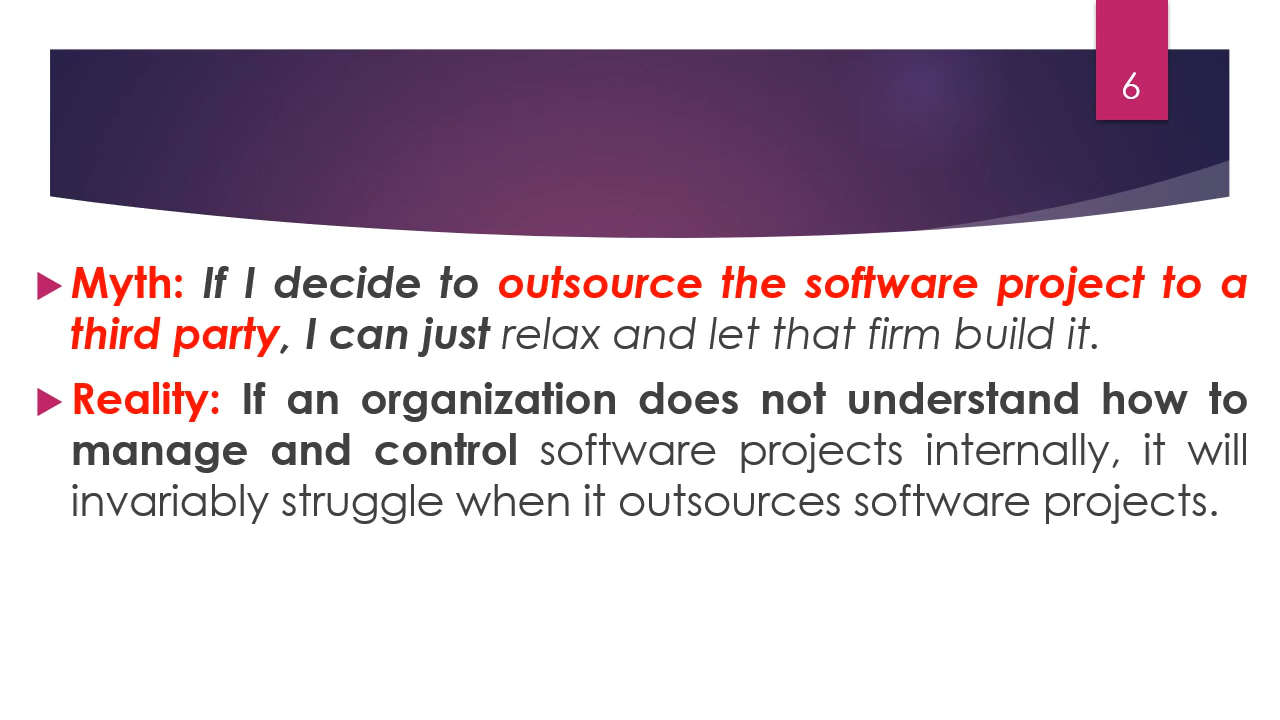 6
Myth: If I decide to outsource the software project to a
third party, I can just relax and let that firm build it.
Reality: If an organization does not understand how to
manage and control software projects internally, it will
invariably struggle when it outsources software projects.